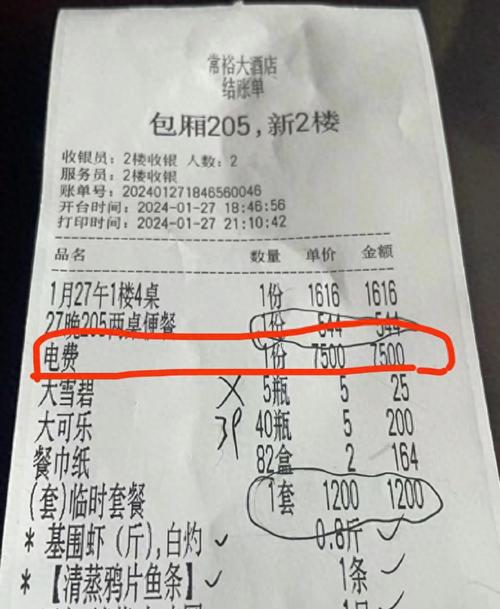 常裕大酒店
结账单
包厢205,新2楼
收银员: 2楼收银 人数: 2
服务员: 2楼收银
账单号: 202401271846560046
开台时间: 2024-01-27 18:46:56
打印时间: 2024-01-27 21:10:42
品名 数量 单价 金额
1月27午1楼4桌 1份 1616 1616
27晚205两桌便餐 1份 544 544
电费 1份 7500 7500
大雪碧 5瓶 5 25
大可乐 39 40瓶 5 200
餐巾纸 82盒 2 164
(套)临时套餐 1套 1200 1200
* 基围虾 (斤),白灼 0.8斤
* 【清蒸鸦片鱼条】 1条